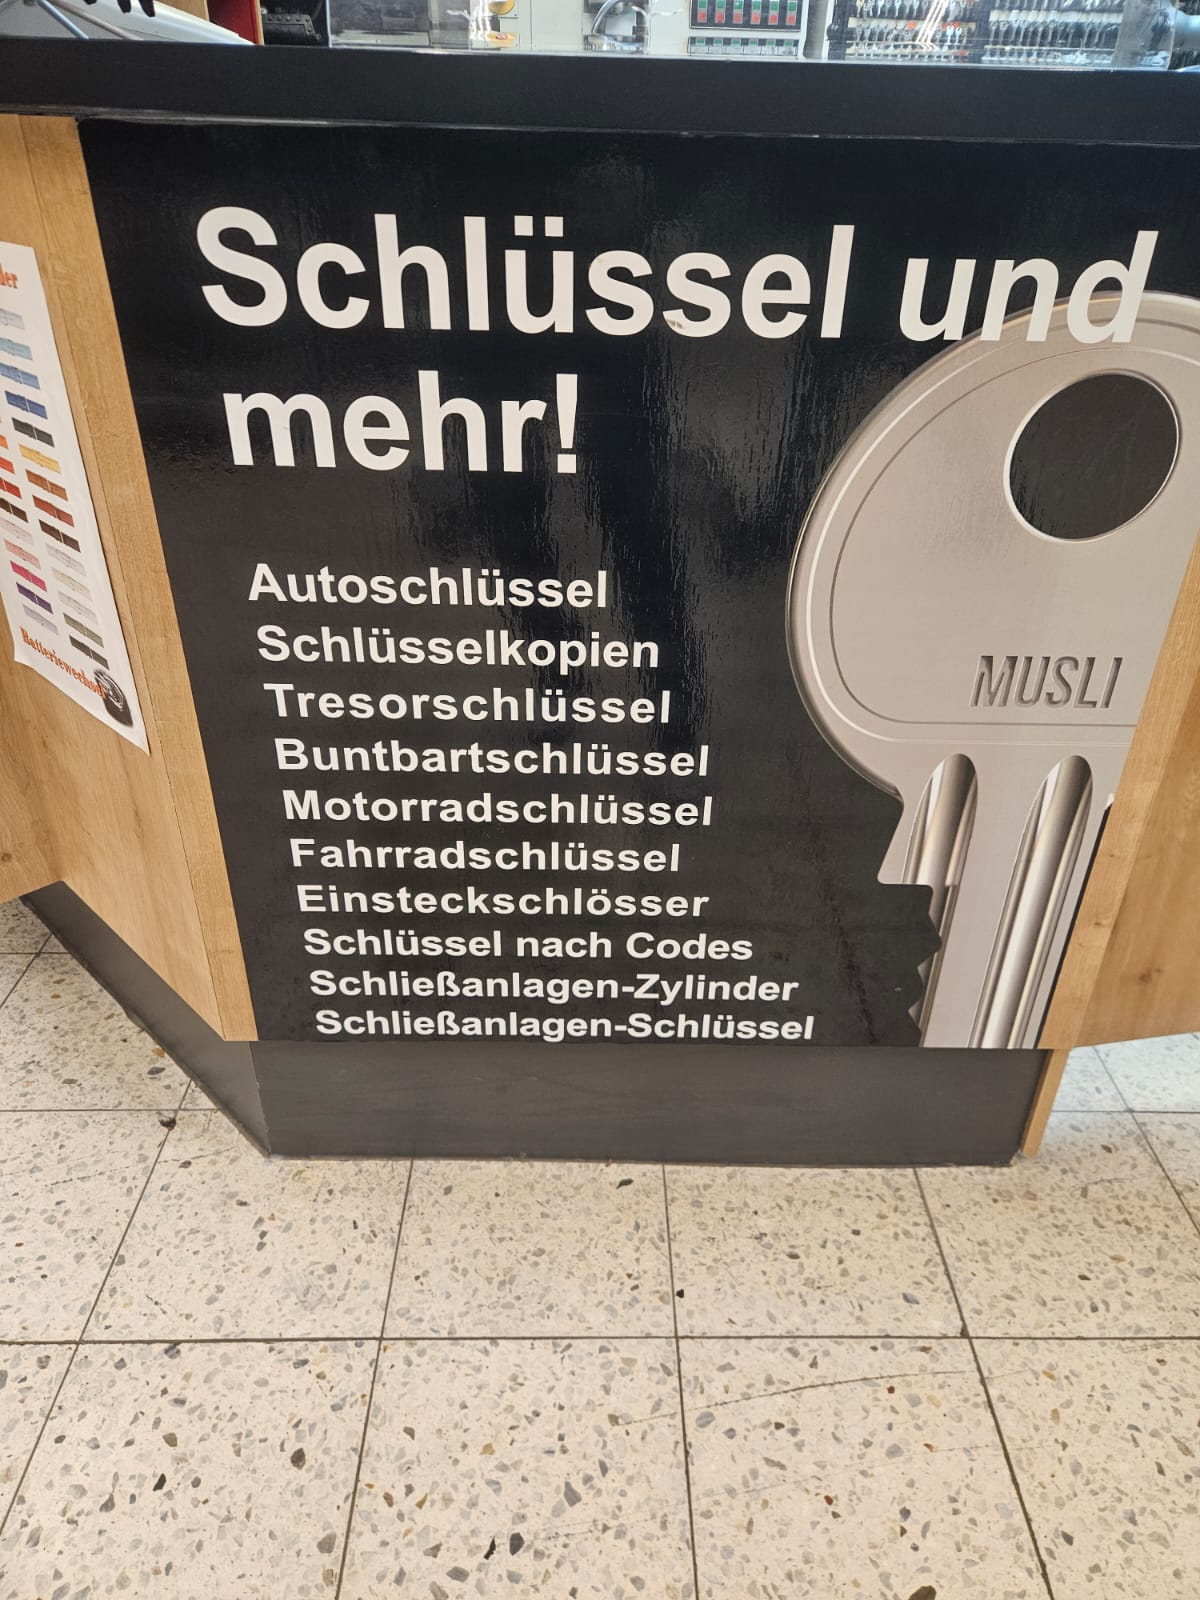 Schlüssel und
mehr!
Autoschlüssel
Schlüsselkopien
Tresorschlüssel
Buntbartschlüssel
Motorradschlüssel
Fahrradschlüssel
Einsteckschlösser
Schlüssel nach Codes
Schließanlagen-Zylinder
Schließanlagen-Schlüssel
MUSLI